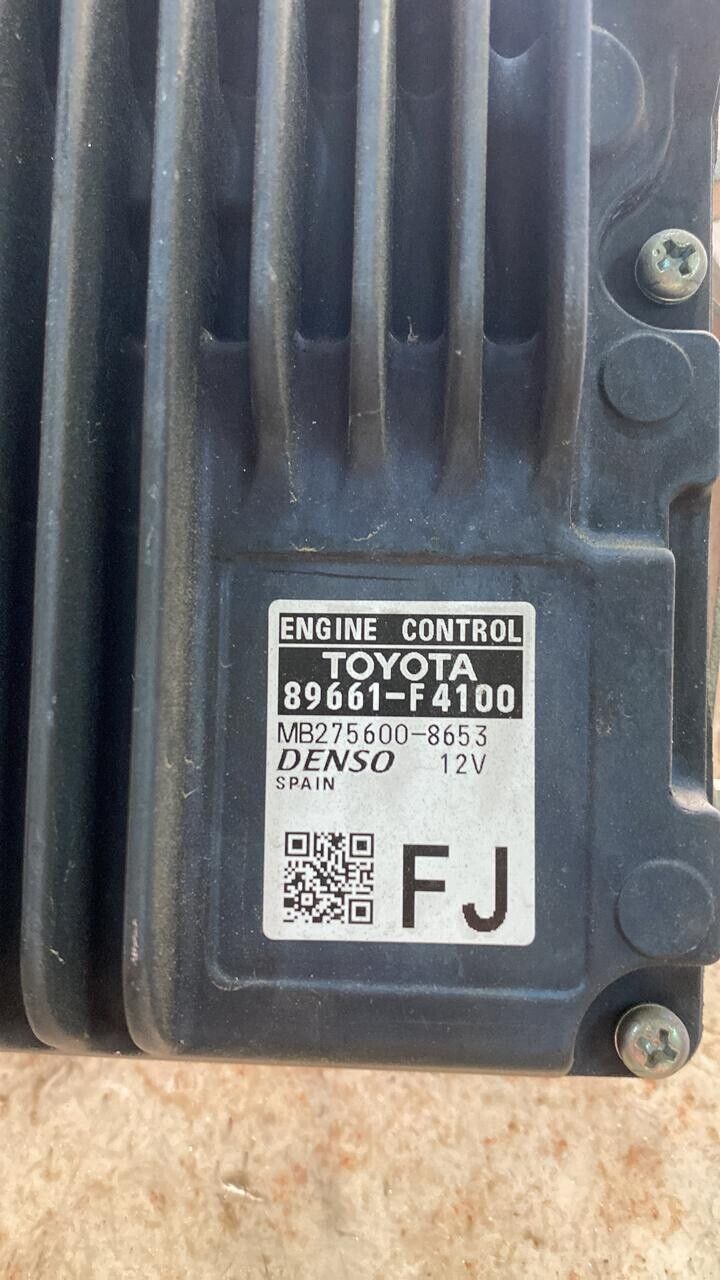 ENGINE CONTROL
TOYOTA
89661-F4100
MB275600-8653
DENSO 12V
SPAIN
FJ